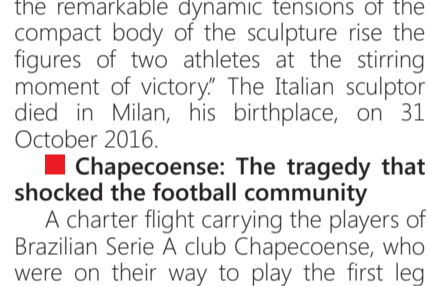 the remarkable dynamic tensions of the
compact body of the sculpture rise the
figures of two athletes at the stirring
moment of victory.” The Italian sculptor
died in Milan, his birthplace, on 31
October 2016.
Chapecoense: The tragedy that
shocked the football community
A charter flight carrying the players of
Brazilian Serie A club Chapecoense, who
were on their way to play the first leg